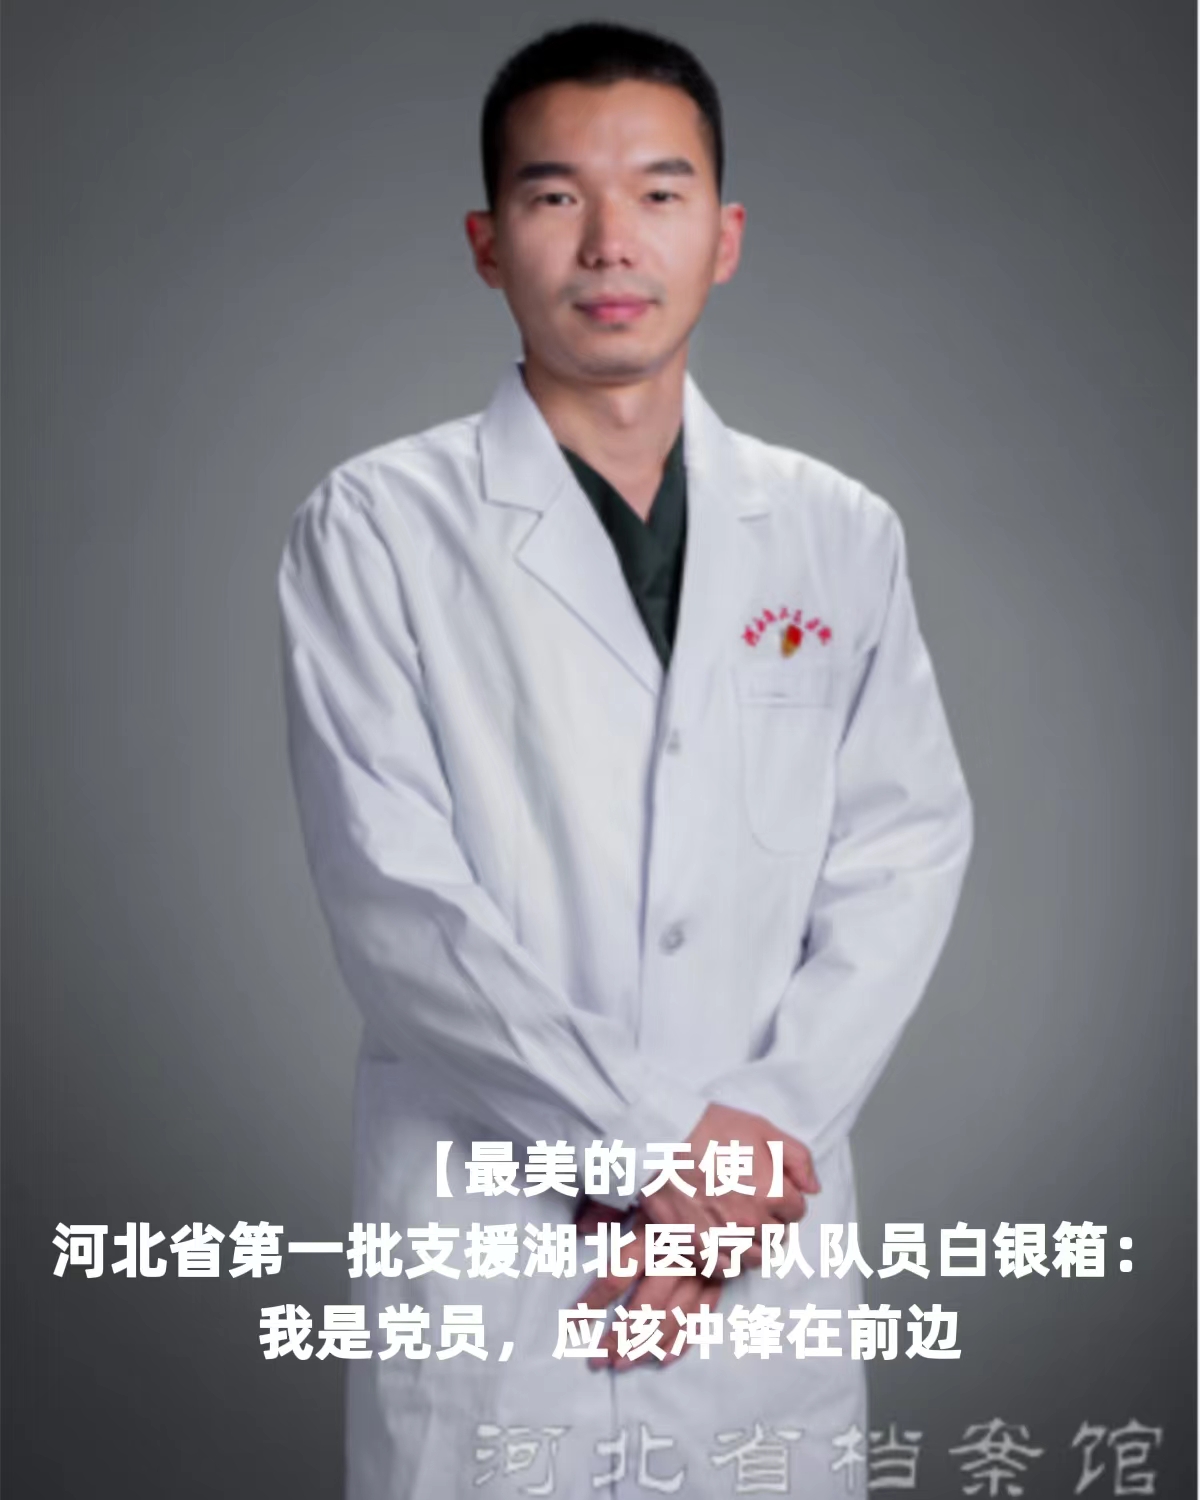 【最美的天使】
河北省第一批支援湖北医疗队队员白银箱：
我是党员，应该冲锋在前边
河北省档案馆